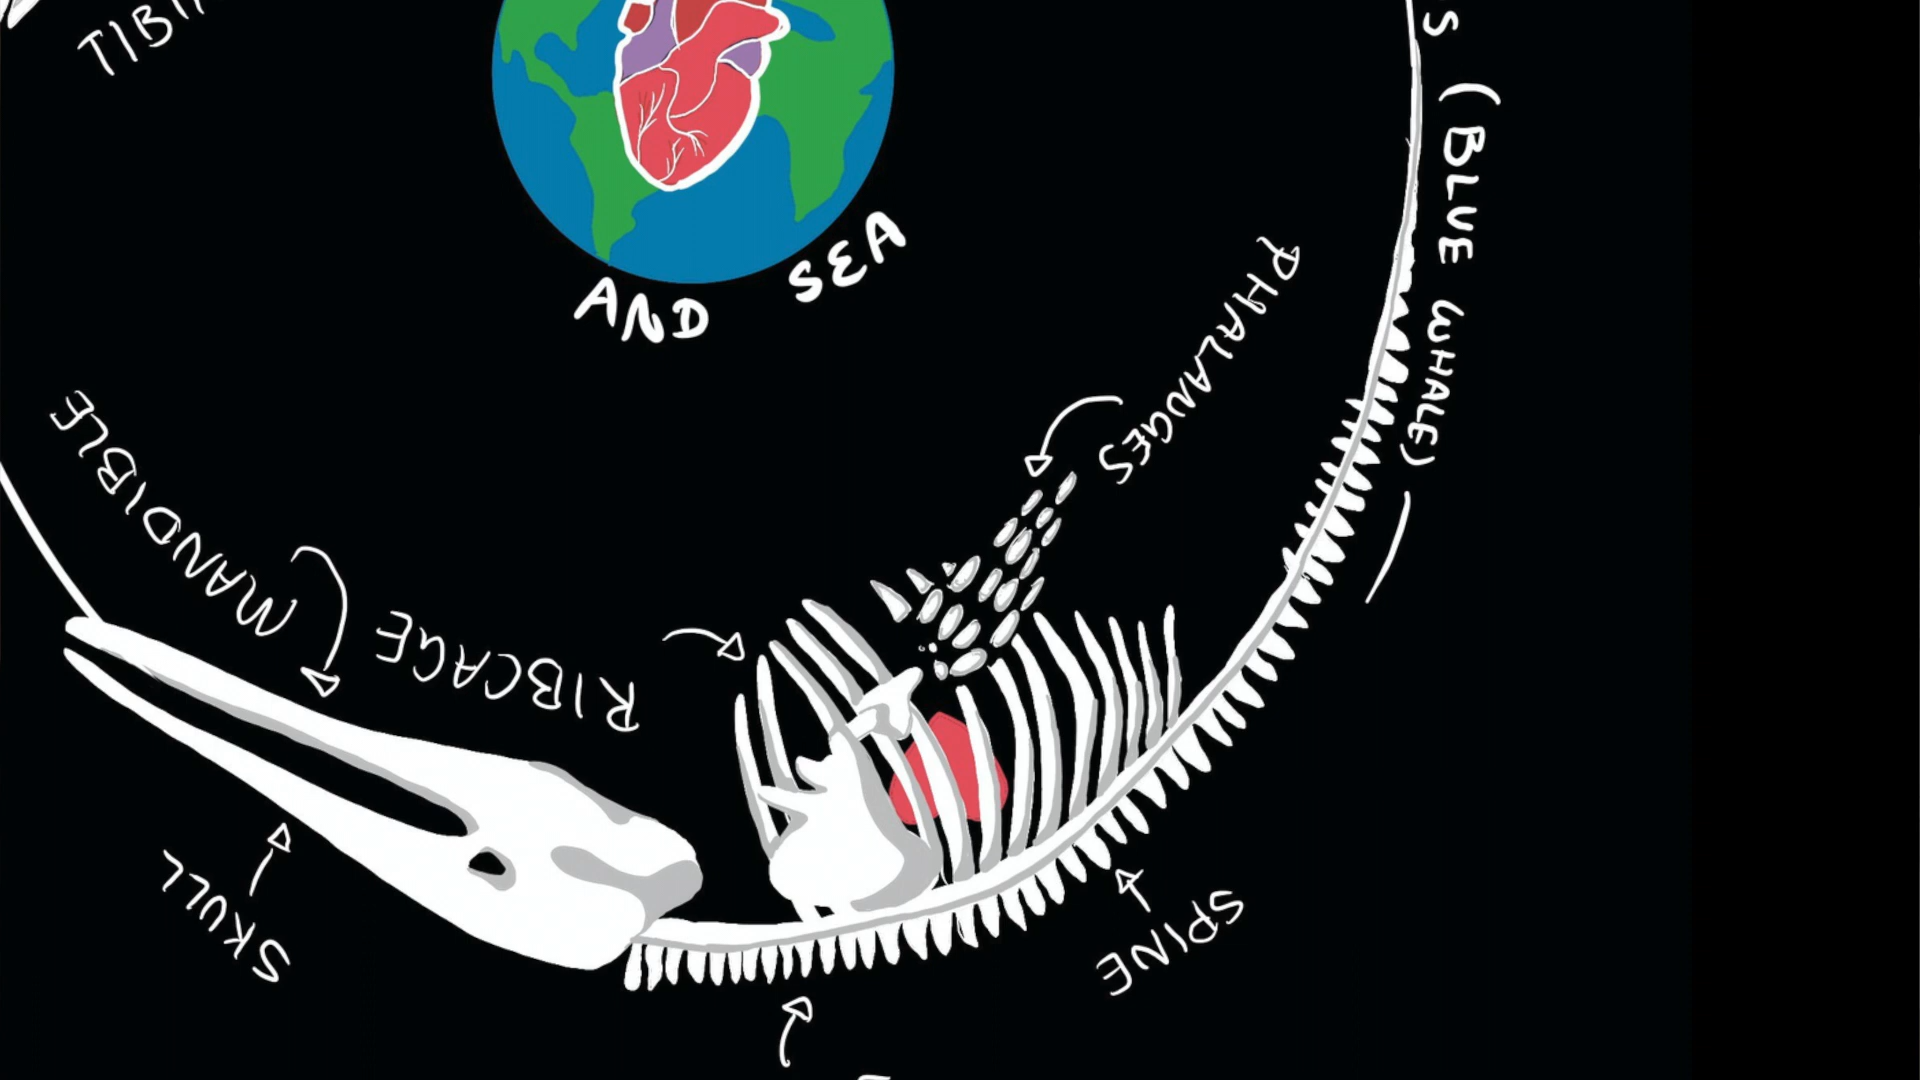 TIBI
AND SEA
S (BLUE WHALE)
PHALANGES
MANDIBLE
RIBCAGE
SKULL
SPINE